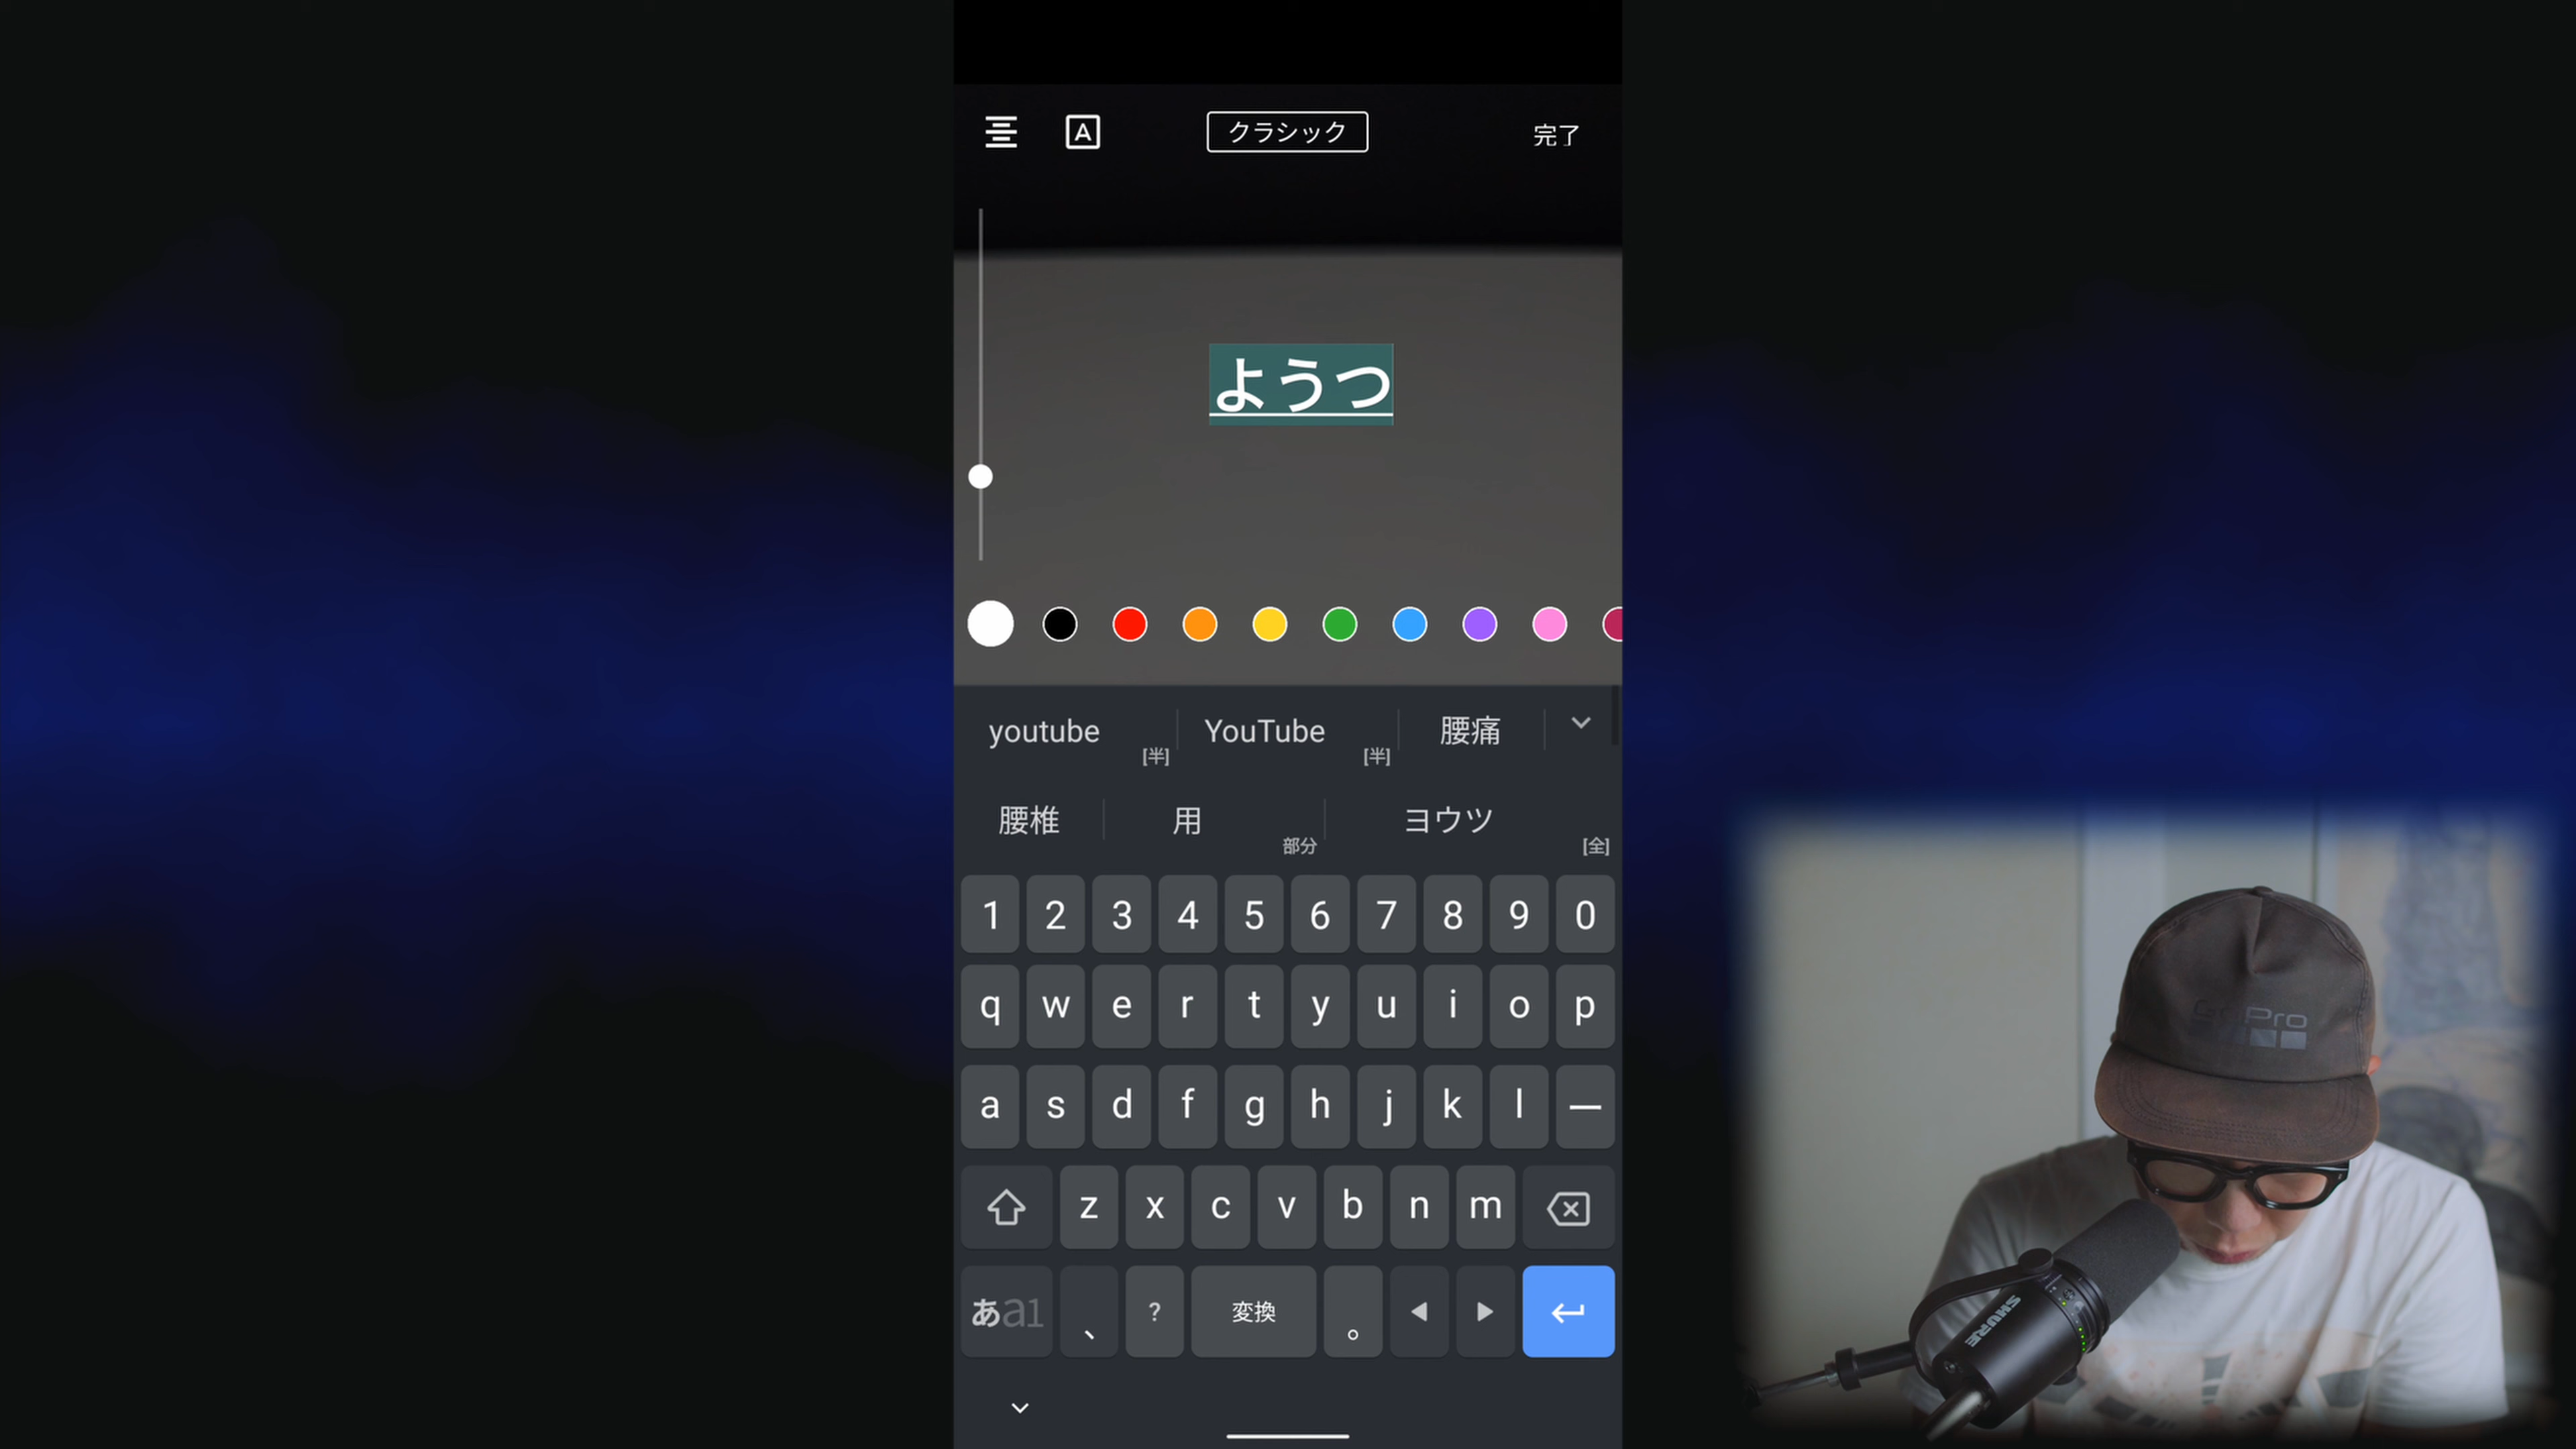 クラシック 完了
A
ようつ
youtube [半] YouTube [半] 腰痛
腰椎 用 部分 ヨウツ [全]
1 2 3 4 5 6 7 8 9 0
q w e r t y u i o p
a s d f g h j k l ー
z x c v b n m
あa1 、 ? 変換 。
GoPro
SHURE